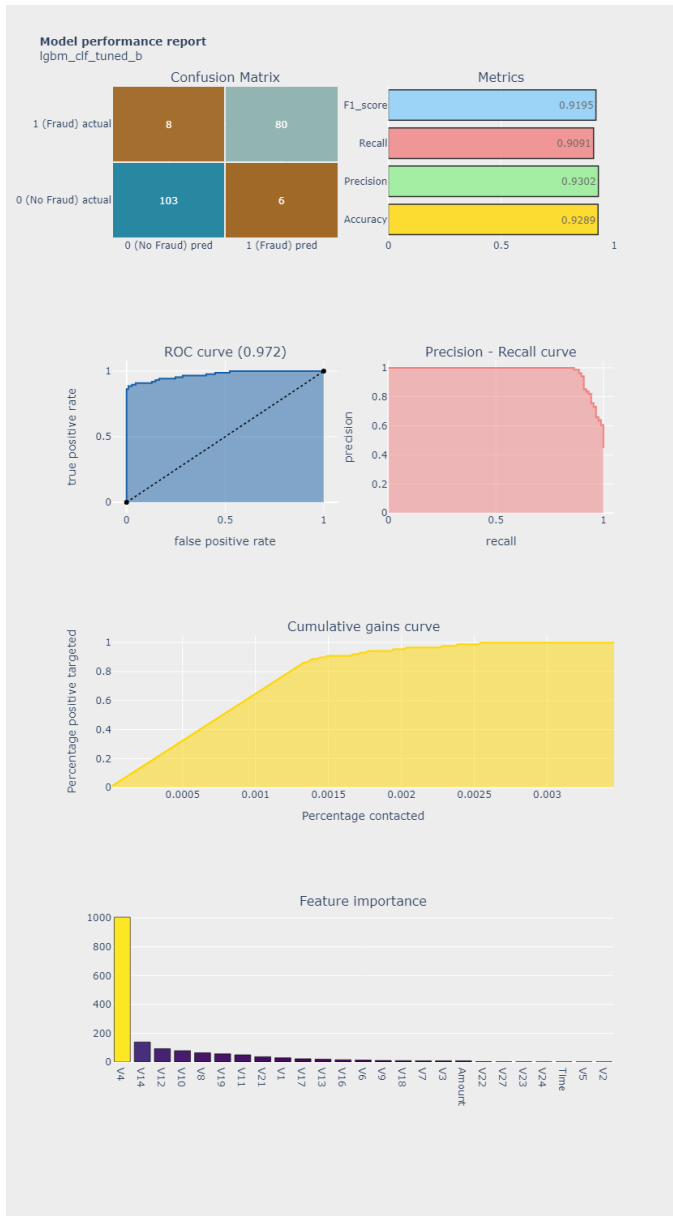 Model performance report
lgbm_clf_tuned_b
Confusion Matrix
1 (Fraud) actual
8
80
0 (No Fraud) actual
103
6
0 (No Fraud) pred
1 (Fraud) pred
Metrics
F1_score
0.9195
Recall
0.9091
Precision
0.9302
Accuracy
0.9289
0
0.5
1
ROC curve (0.972)
true positive rate
1
0.5
0
0
0.5
1
false positive rate
Precision - Recall curve
precision
1
0.8
0.6
0.4
0.2
0
0
0.5
1
recall
Cumulative gains curve
Percentage positive targeted
1
0.8
0.6
0.4
0.2
0
0.0005
0.001
0.0015
0.002
0.0025
0.003
Percentage contacted
Feature importance
1000
800
600
400
200
0
V4
V14
V12
V10
V8
V19
V11
V21
V1
V17
V13
V16
V6
V9
V18
V7
V3
Amount
V22
V27
V23
V24
Time
V5
V2